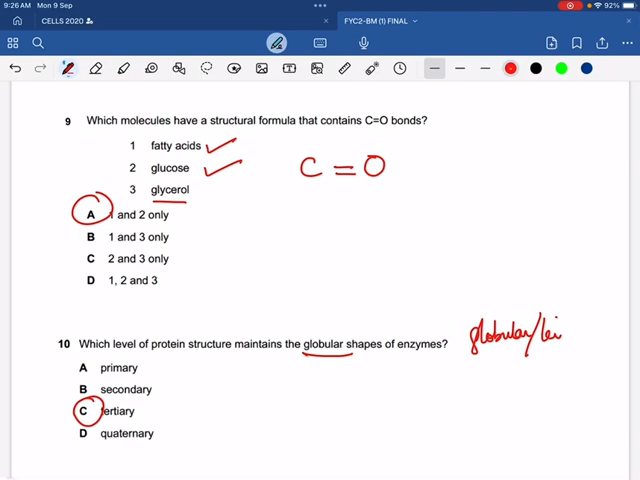 9:26 AM Mon 9 Sep
92%
CELLS 2020
FYC2-BM (1) FINAL
9 Which molecules have a structural formula that contains C=O bonds?
1 fatty acids
2 glucose
3 glycerol
C = O
A 1 and 2 only
B 1 and 3 only
C 2 and 3 only
D 1, 2 and 3
10 Which level of protein structure maintains the globular shapes of enzymes?
globular/
A primary
B secondary
C tertiary
D quaternary